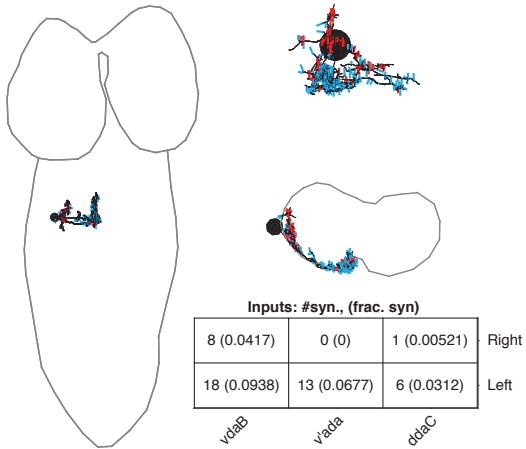 Inputs: #syn., (frac. syn)
8 (0.0417) 0 (0) 1 (0.00521) Right
18 (0.0938) 13 (0.0677) 6 (0.0312) Left
vdaB v'ada ddaC